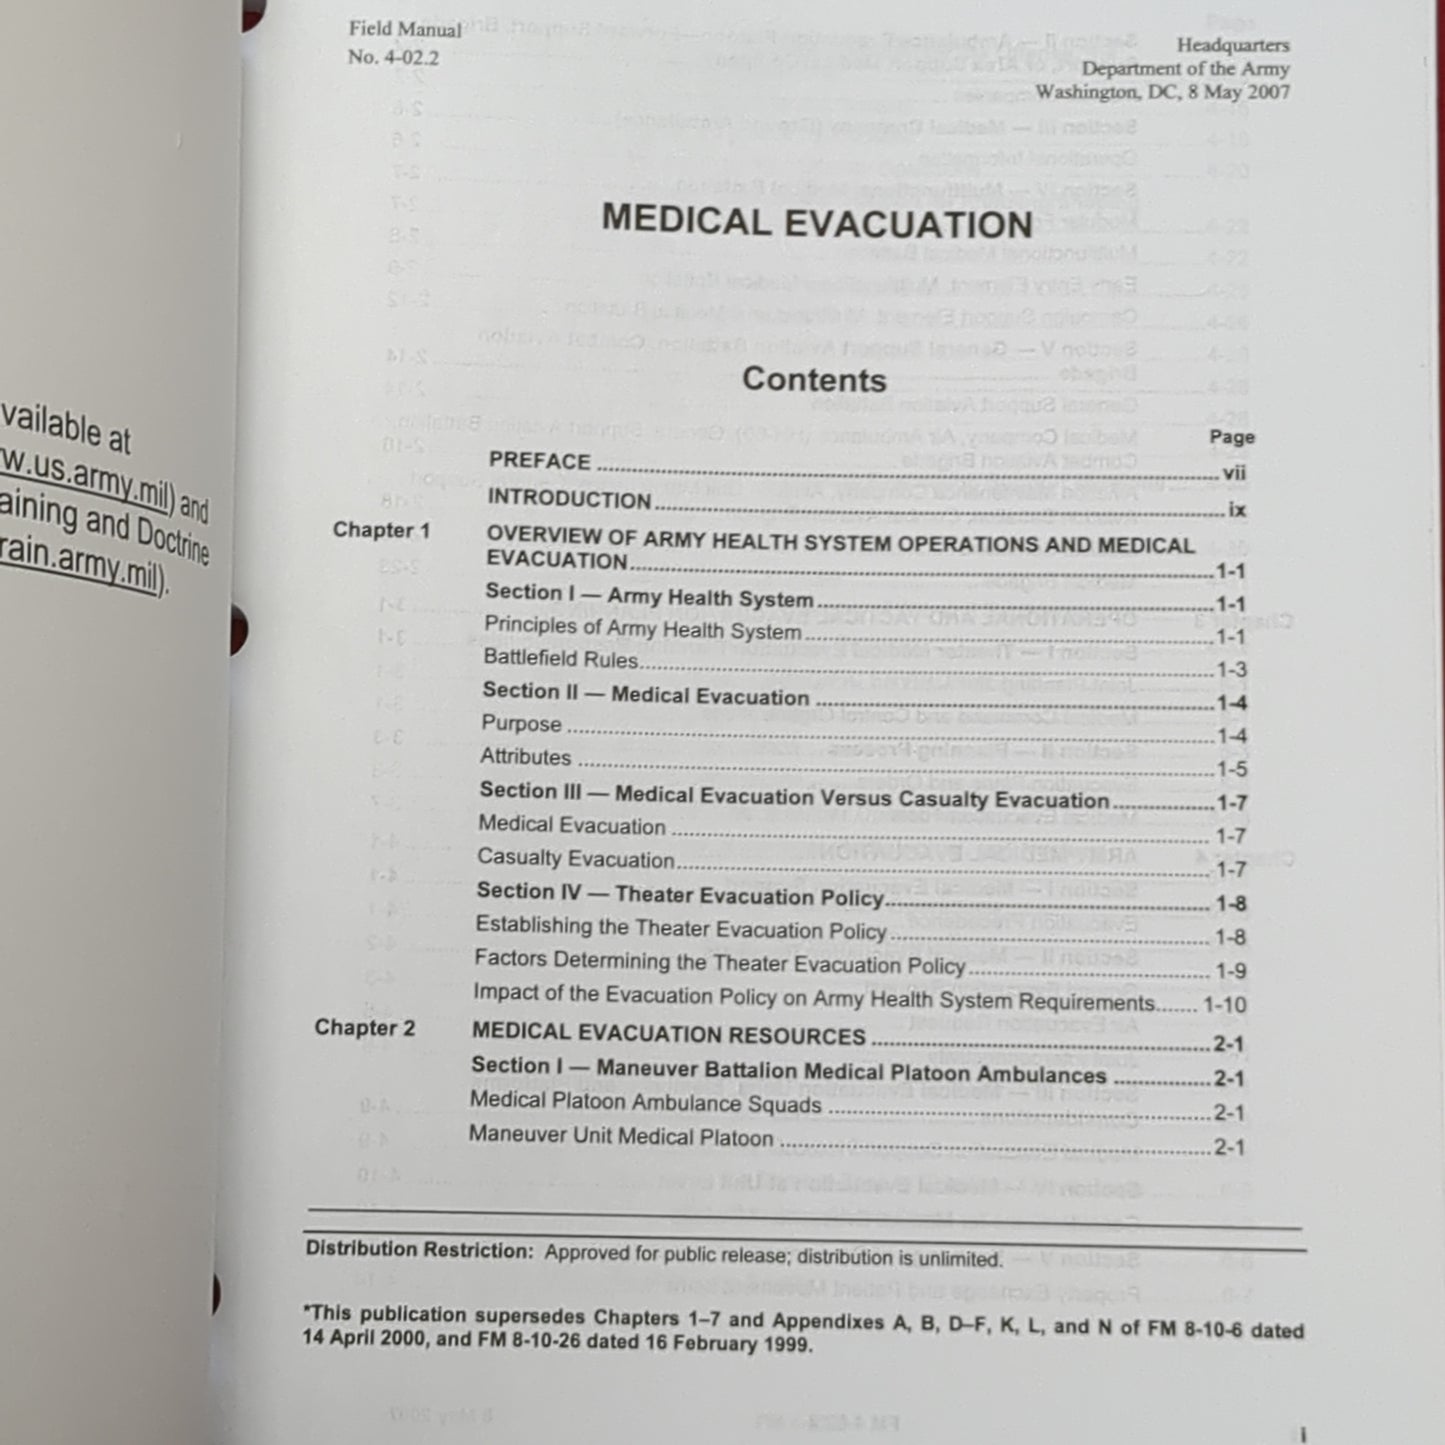 vailable at
w.us.army.mil) and
aining and Doctrine
rain.army.mil).
Field Manual
No. 4-02.2
Headquarters
Department of the Army
Washington, DC, 8 May 2007
MEDICAL EVACUATION
Contents
Page
PREFACE ........ vii
INTRODUCTION ........ ix
Chapter 1 OVERVIEW OF ARMY HEALTH SYSTEM OPERATIONS AND MEDICAL
EVACUATION ........ 1-1
Section I — Army Health System ........ 1-1
Principles of Army Health System ........ 1-1
Battlefield Rules ........ 1-3
Section II — Medical Evacuation ........ 1-4
Purpose ........ 1-4
Attributes ........ 1-5
Section III — Medical Evacuation Versus Casualty Evacuation ........ 1-7
Medical Evacuation ........ 1-7
Casualty Evacuation ........ 1-7
Section IV — Theater Evacuation Policy ........ 1-8
Establishing the Theater Evacuation Policy ........ 1-8
Factors Determining the Theater Evacuation Policy ........ 1-9
Impact of the Evacuation Policy on Army Health System Requirements ....... 1-10
Chapter 2 MEDICAL EVACUATION RESOURCES ........ 2-1
Section I — Maneuver Battalion Medical Platoon Ambulances ........ 2-1
Medical Platoon Ambulance Squads ........ 2-1
Maneuver Unit Medical Platoon ........ 2-1
Distribution Restriction: Approved for public release; distribution is unlimited.
*This publication supersedes Chapters 1–7 and Appendixes A, B, D–F, K, L, and N of FM 8-10-6 dated
14 April 2000, and FM 8-10-26 dated 16 February 1999.
i